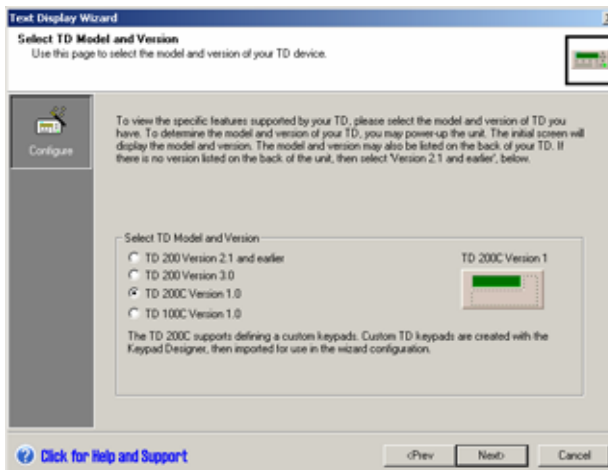 Text Display Wizard
Select TD Model and Version
Use this page to select the model and version of your TD device.
Configure
To view the specific features supported by your TD, please select the model and version of TD you
have. To determine the model and version of your TD, you may power-up the unit. The initial screen will
display the model and version. The model and version may also be listed on the back of your TD. If
there is no version listed on the back of the unit, then select 'Version 2.1 and earlier', below.
Select TD Model and Version
TD 200 Version 2.1 and earlier
TD 200C Version 1
TD 200 Version 3.0
TD 200C Version 1.0
TD 100C Version 1.0
The TD 200C supports defining a custom keypads. Custom TD keypads are created with the
Keypad Designer, then imported for use in the wizard configuration.
Click for Help and Support
<Prev
Next>
Cancel